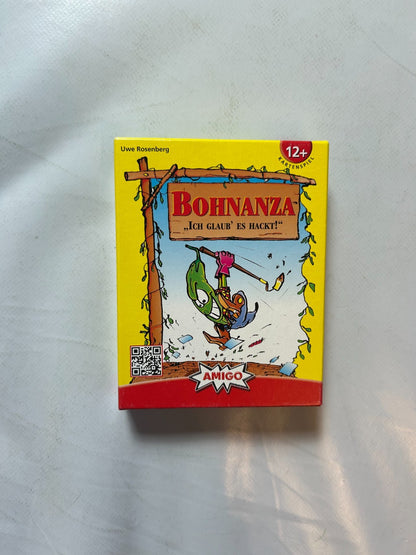 Uwe Rosenberg
12+
KARTENSPIEL
BOHNANZA
„ICH GLAUB' ES HACKT!“
AMIGO